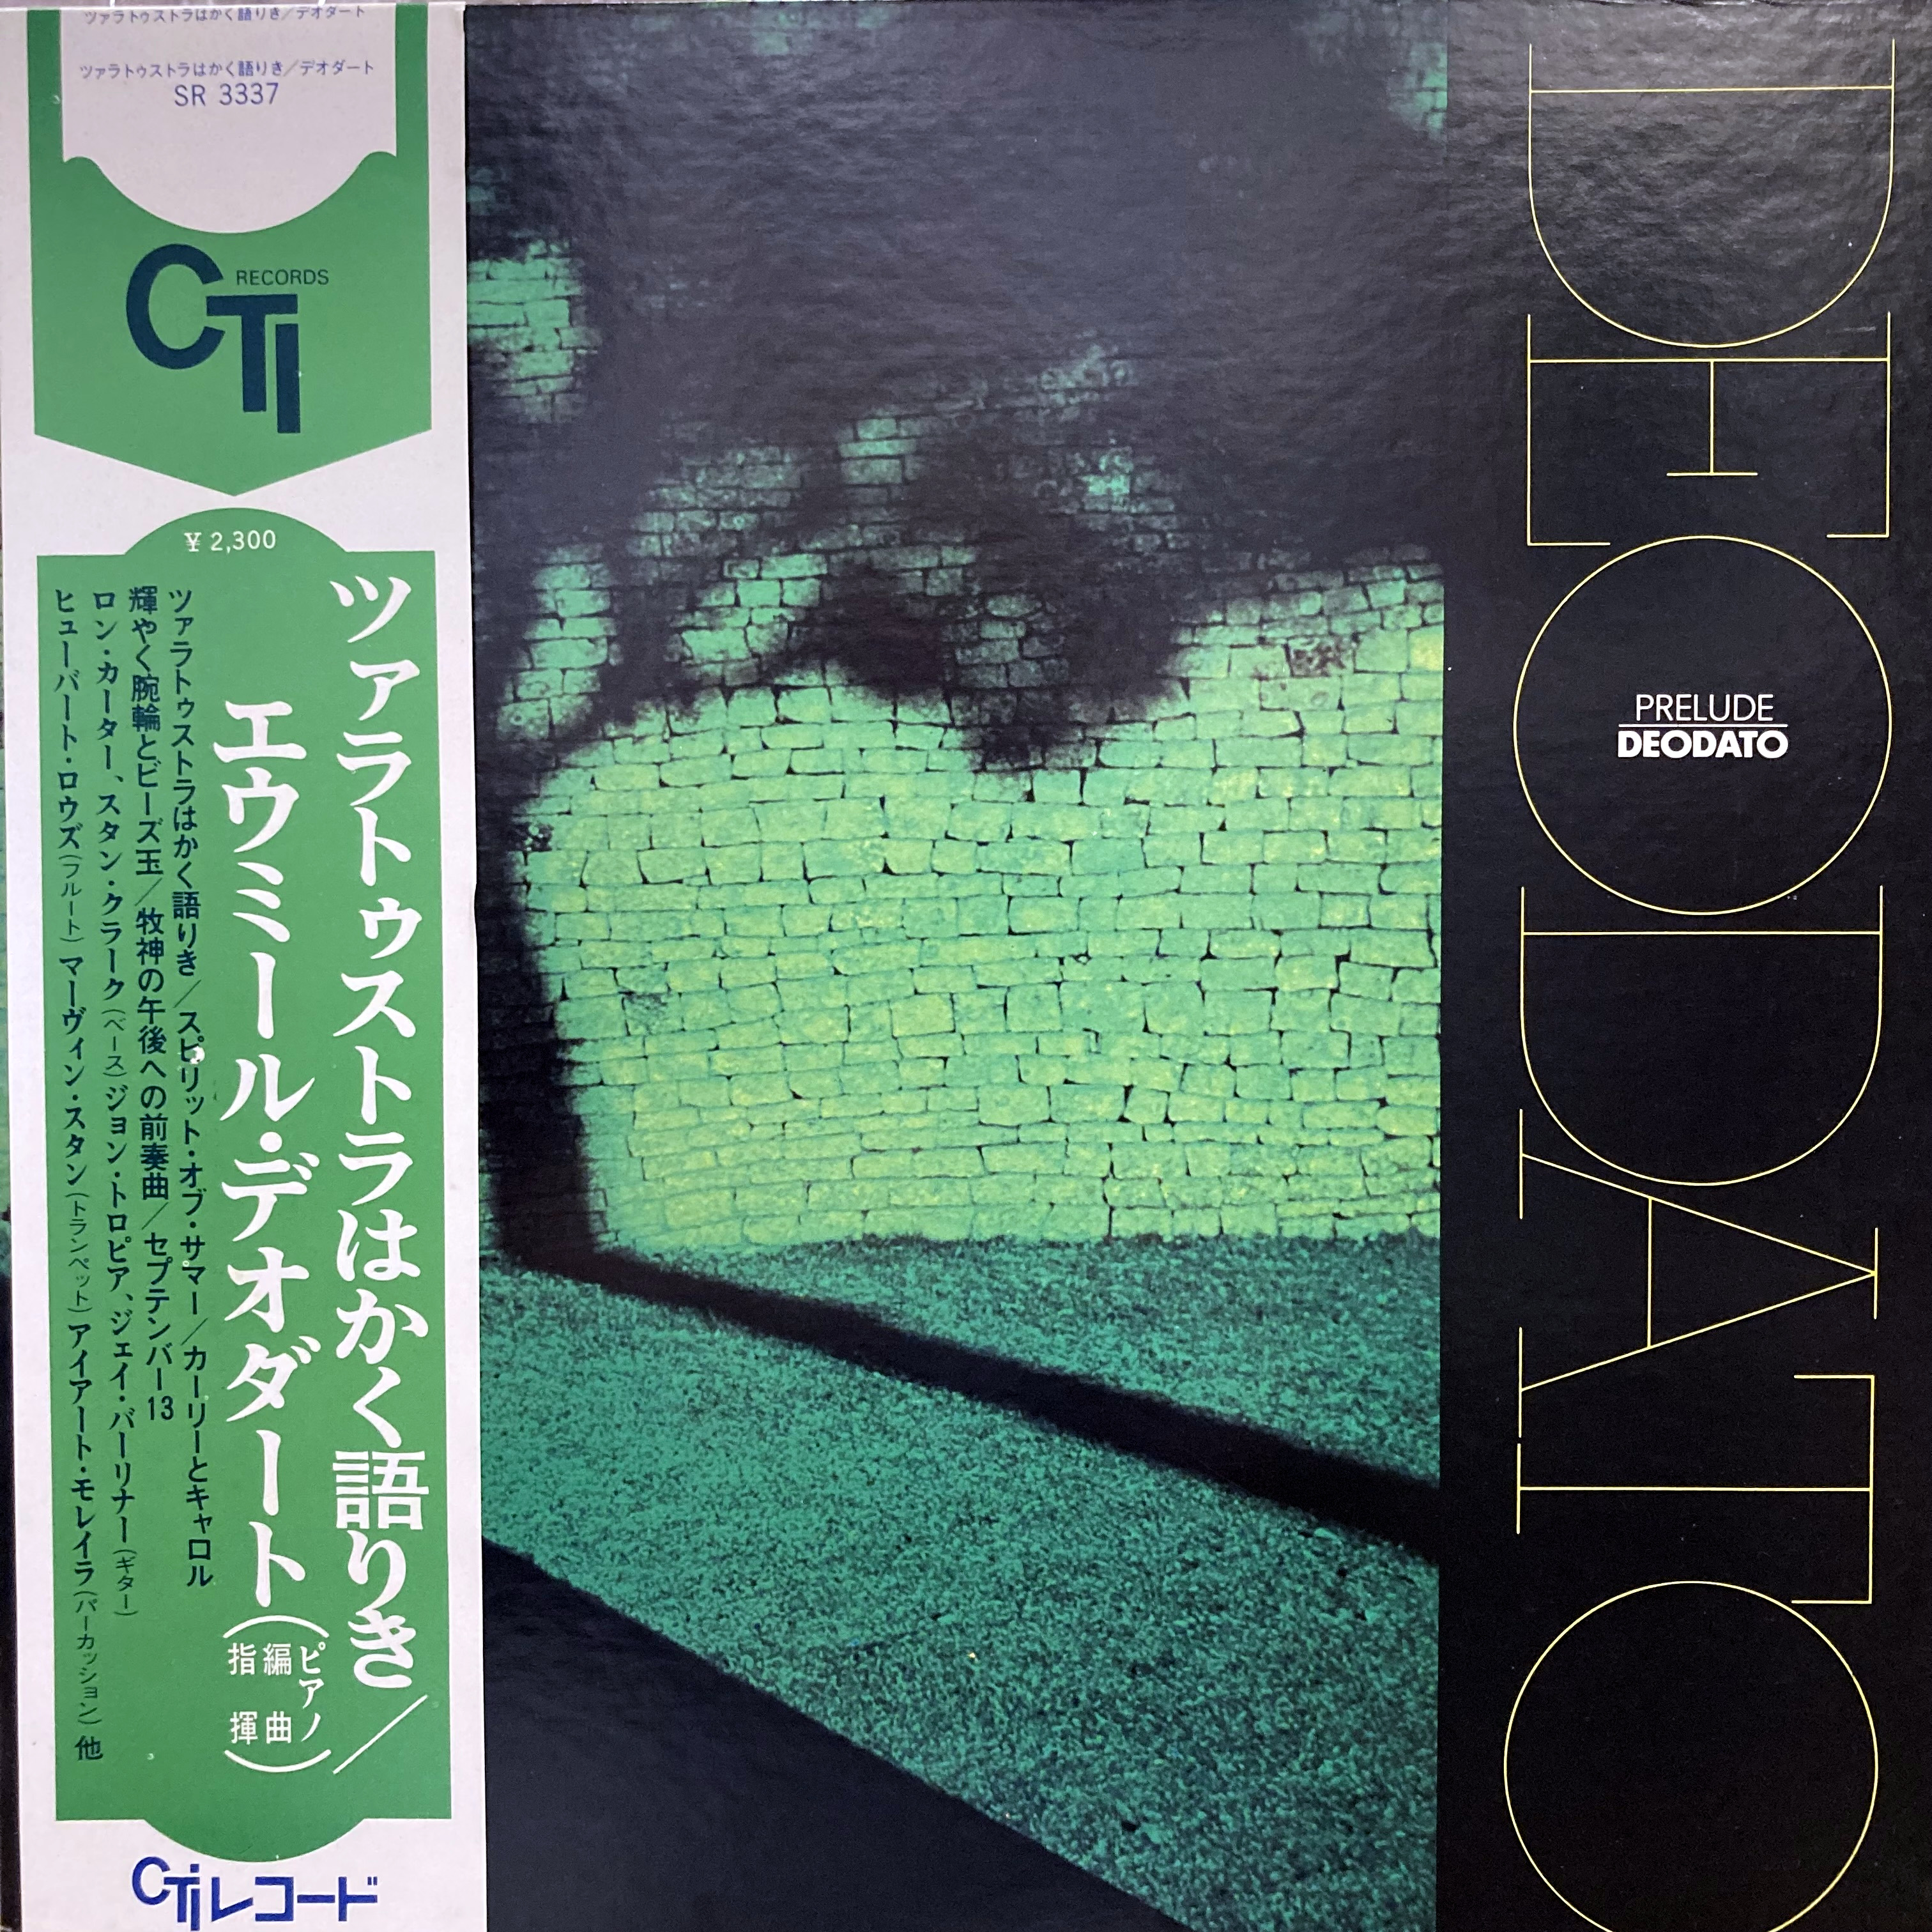 ツァラトゥストラはかく語りき／デオダート
ツァラトゥストラはかく語りき／デオダート
SR 3337
CTI RECORDS
¥ 2,300
ツァラトゥストラはかく語りき／
エウミール・デオダート(ピアノ 編曲 指揮)
ツァラトゥストラはかく語りき／スピリット・オブ・サマー／カーリーとキャロル
輝やく腕輪とビーズ玉／牧神の午後への前奏曲／セプテンバー13
ロン・カーター、スタン・クラーク(ベース)ジョン・トロピア、ジェイ・バーリナー(ギター)
ヒューバート・ロウズ(フルート)マーヴィン・スタン(トランペット)アイアート・モレイラ(パーカッション)他
CTiレコード
DEODATO
PRELUDE
DEODATO